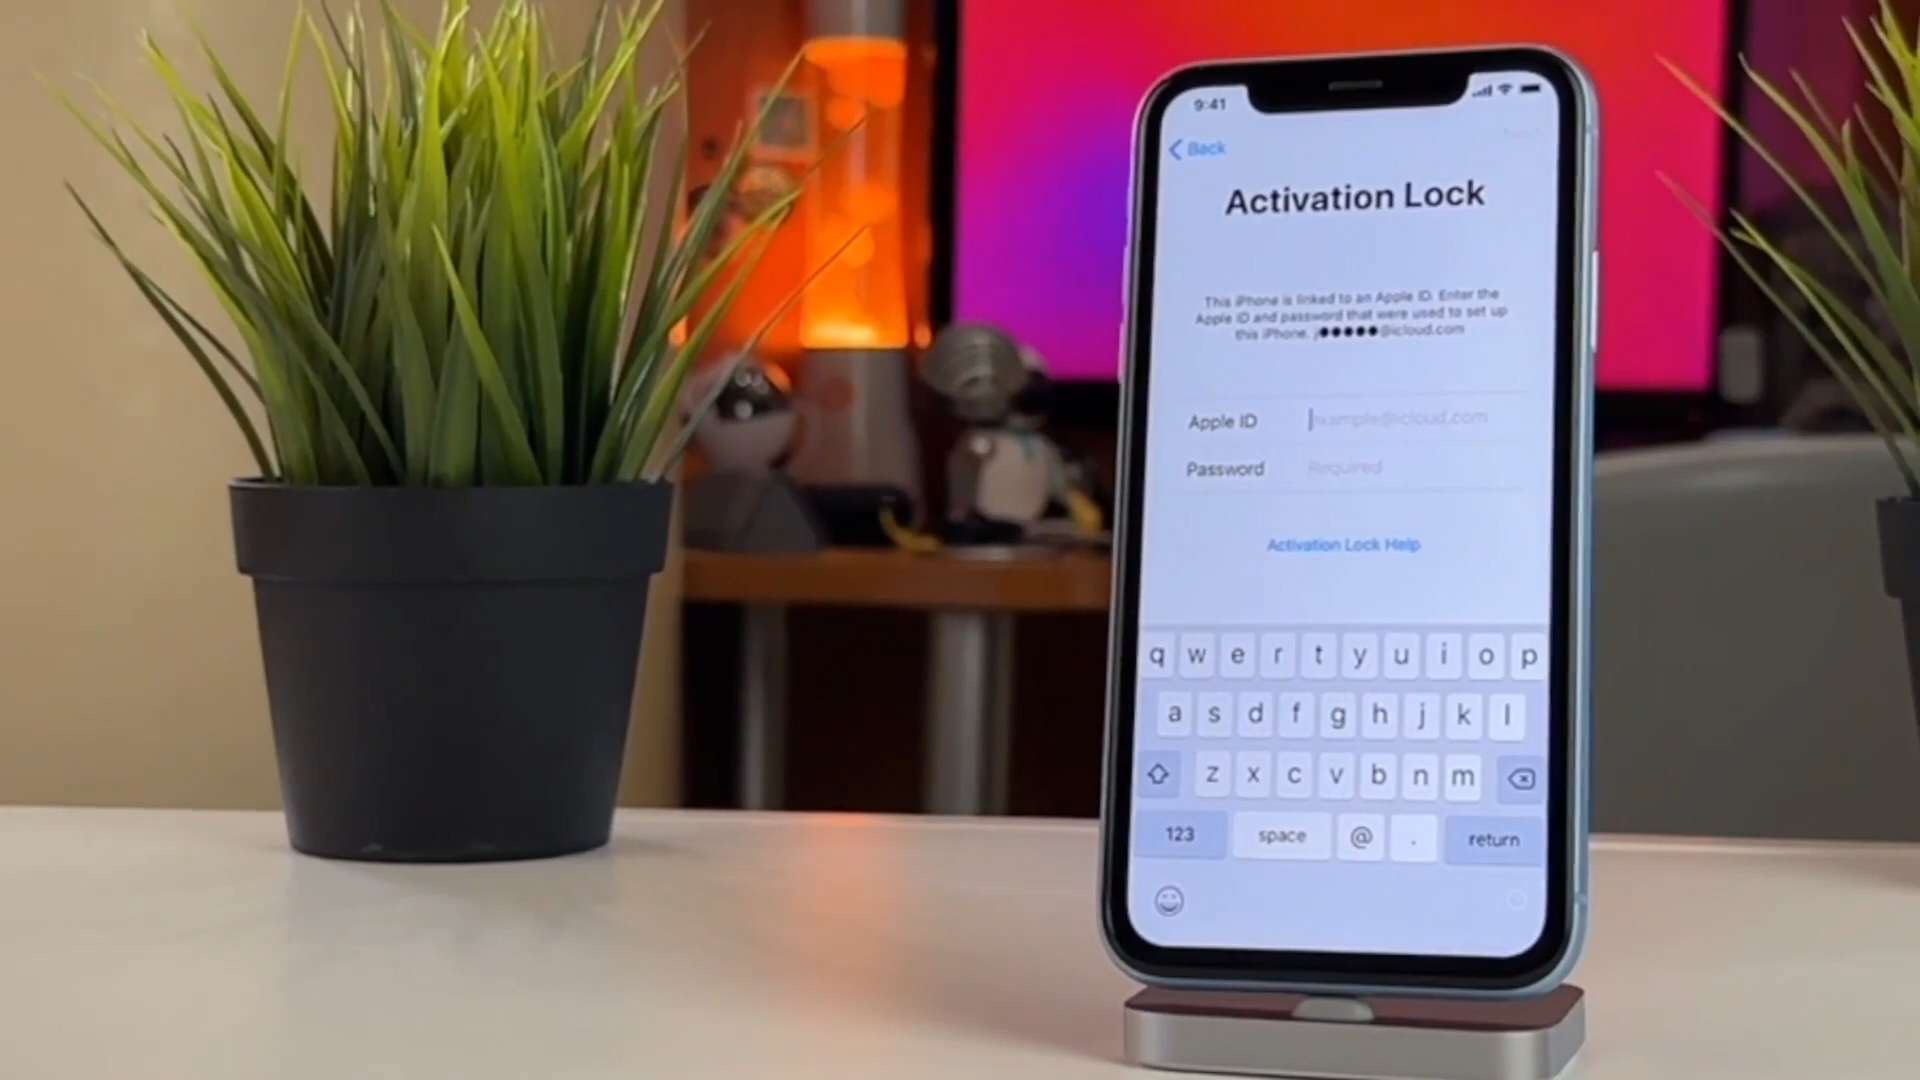 9:41
Back
Activation Lock
This iPhone is linked to an Apple ID. Enter the
Apple ID and password that were used to set up
this iPhone. j●●●●●@icloud.com
Apple ID example@icloud.com
Password Required
Activation Lock Help
q w e r t y u i o p
a s d f g h j k l
z x c v b n m
123 space @ . return